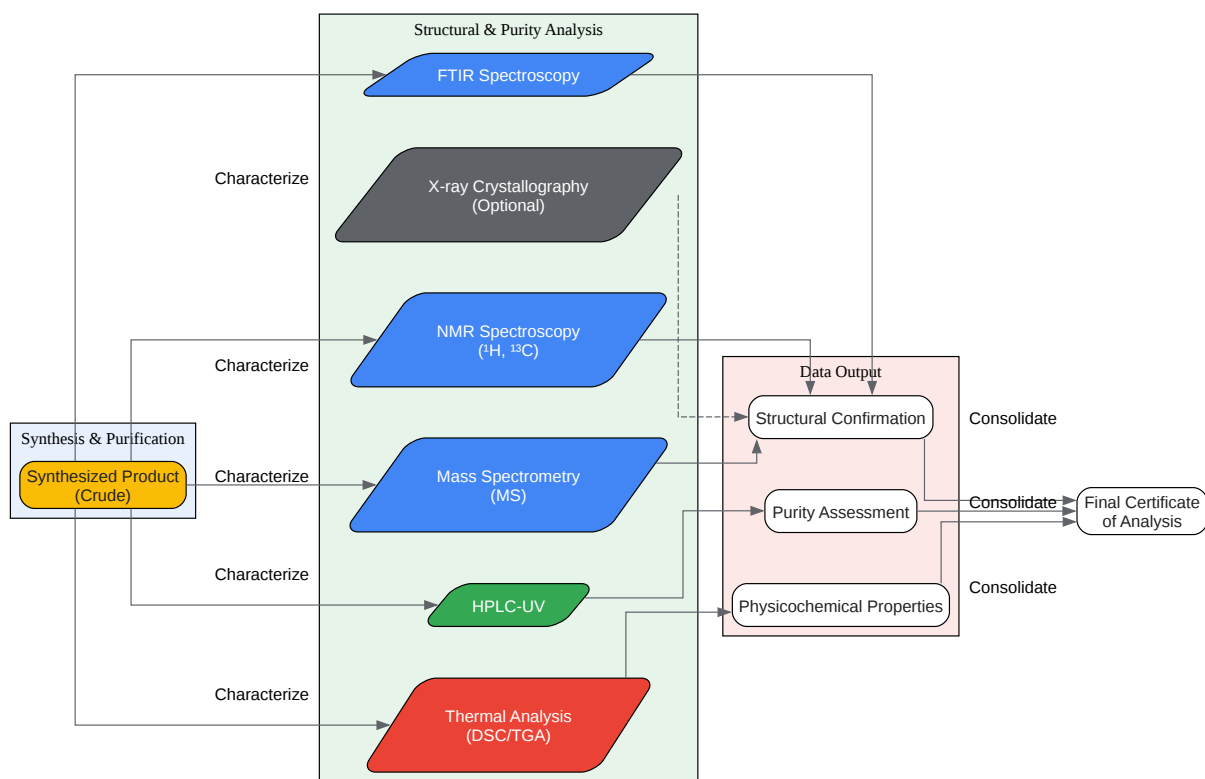 Structural & Purity Analysis
FTIR Spectroscopy
Characterize
X-ray Crystallography
(Optional)
NMR Spectroscopy
(¹H, ¹³C)
Characterize
Data Output
Structural Confirmation
Consolidate
Synthesis & Purification
Synthesized Product
(Crude)
Characterize
Mass Spectrometry
(MS)
Purity Assessment
Consolidate
Final Certificate
of Analysis
Characterize
HPLC-UV
Physicochemical Properties
Consolidate
Characterize
Thermal Analysis
(DSC/TGA)